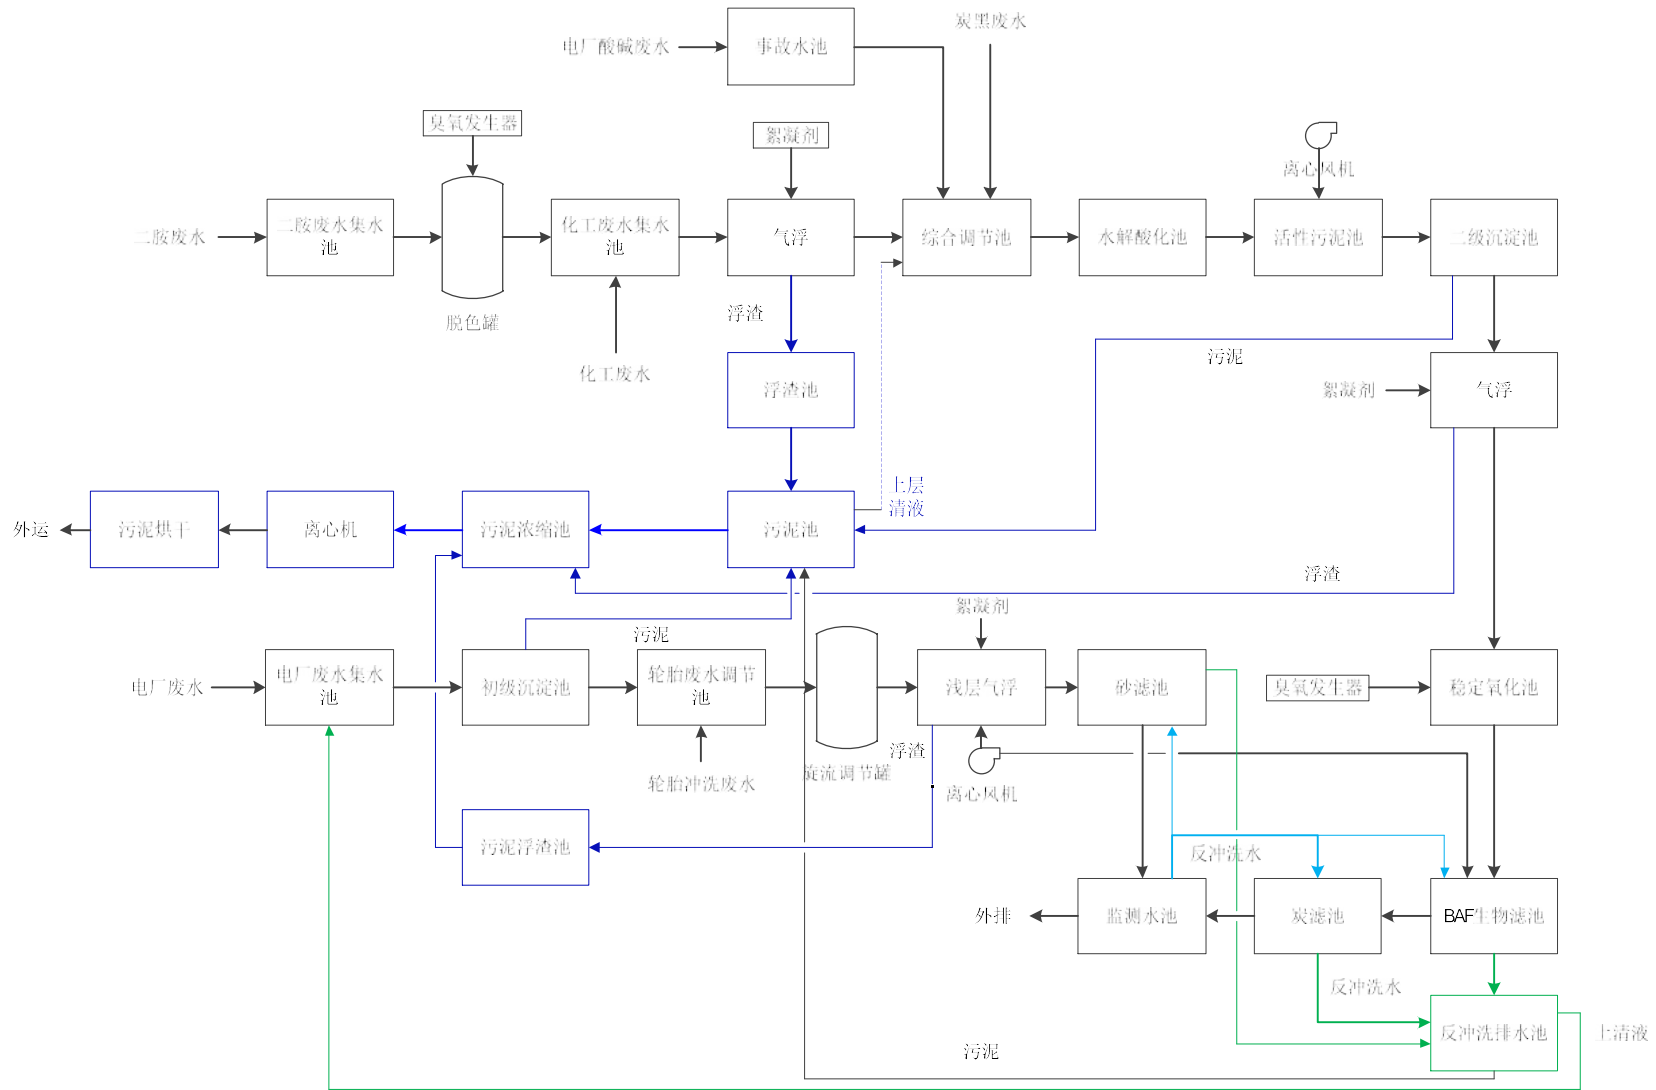 炭黑废水
电厂酸碱废水
事故水池
臭氧发生器
絮凝剂
离心风机
二胺废水
二胺废水集水
池
化工废水集水
池
气浮
综合调节池
水解酸化池
活性污泥池
二级沉淀池
脱色罐
浮渣
污泥
化工废水
浮渣池
絮凝剂
气浮
上层
清液
外运
污泥烘干
离心机
污泥浓缩池
污泥池
浮渣
絮凝剂
污泥
电厂废水
电厂废水集水
池
初级沉淀池
轮胎废水调节
池
浅层气浮
砂滤池
臭氧发生器
稳定氧化池
浮渣
旋流调节罐
轮胎冲洗废水
离心风机
污泥浮渣池
反冲洗水
外排
监测水池
炭滤池
BAF生物滤池
反冲洗水
反冲洗排水池
上清液
污泥